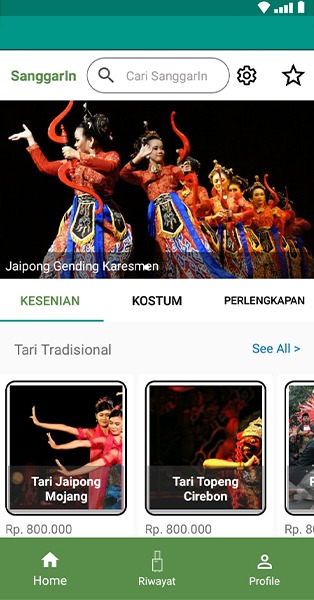 SanggarIn
Cari SanggarIn
Jaipong Gending Karesmen
KESENIAN
KOSTUM
PERLENGKAPAN
Tari Tradisional
See All >
Tari Jaipong
Mojang
Tari Topeng
Cirebon
Rp. 800.000
Rp. 800.000
Rp. 8
Home
Riwayat
Profile